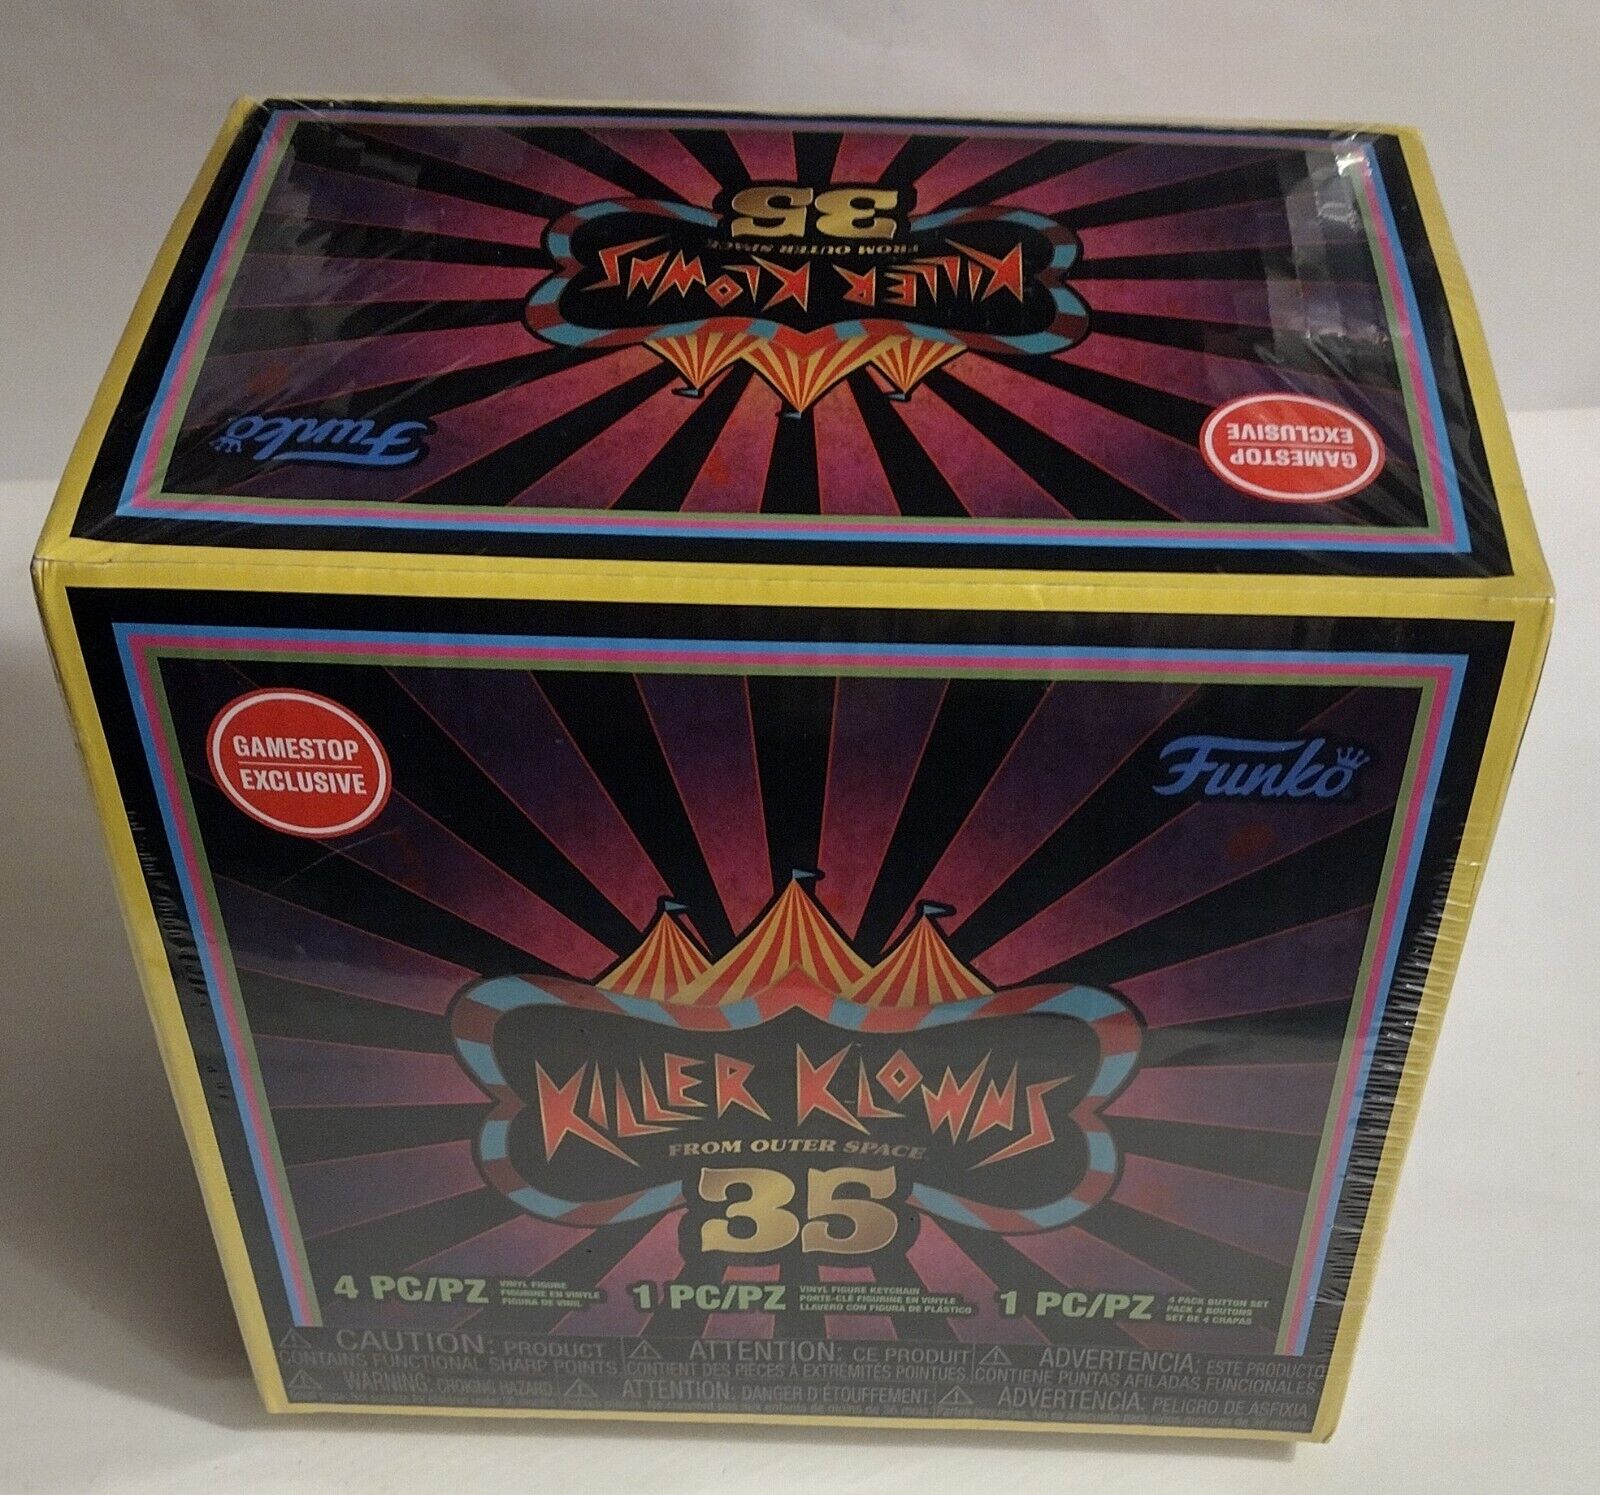 35
FROM OUTER SPACE
KILLER KLOWNS
Funko
GAMESTOP
EXCLUSIVE
GAMESTOP
EXCLUSIVE
Funko
KILLER KLOWNS
FROM OUTER SPACE
35
4 PC/PZ VINYL FIGURE
FIGURINE EN VINYLE
FIGURA DE VINIL
1 PC/PZ VINYL FIGURE KEYCHAIN
PORTE-CLÉ FIGURINE EN VINYLE
LLAVERO CON FIGURA DE PLÁSTICO
1 PC/PZ 4 PACK BUTTON SET
PACK 4 BOUTONS
SET DE 4 CHAPAS
CAUTION: PRODUCT
CONTAINS FUNCTIONAL SHARP POINTS
WARNING: CHOKING HAZARD.
ATTENTION: CE PRODUIT
CONTIENT DES PIÈCES À EXTRÉMITÉS POINTUES
ATTENTION: DANGER D'ÉTOUFFEMENT.
ADVERTENCIA: ESTE PRODUCTO
CONTIENE PUNTAS AFILADAS FUNCIONALES
ADVERTENCIA: PELIGRO DE ASFIXIA